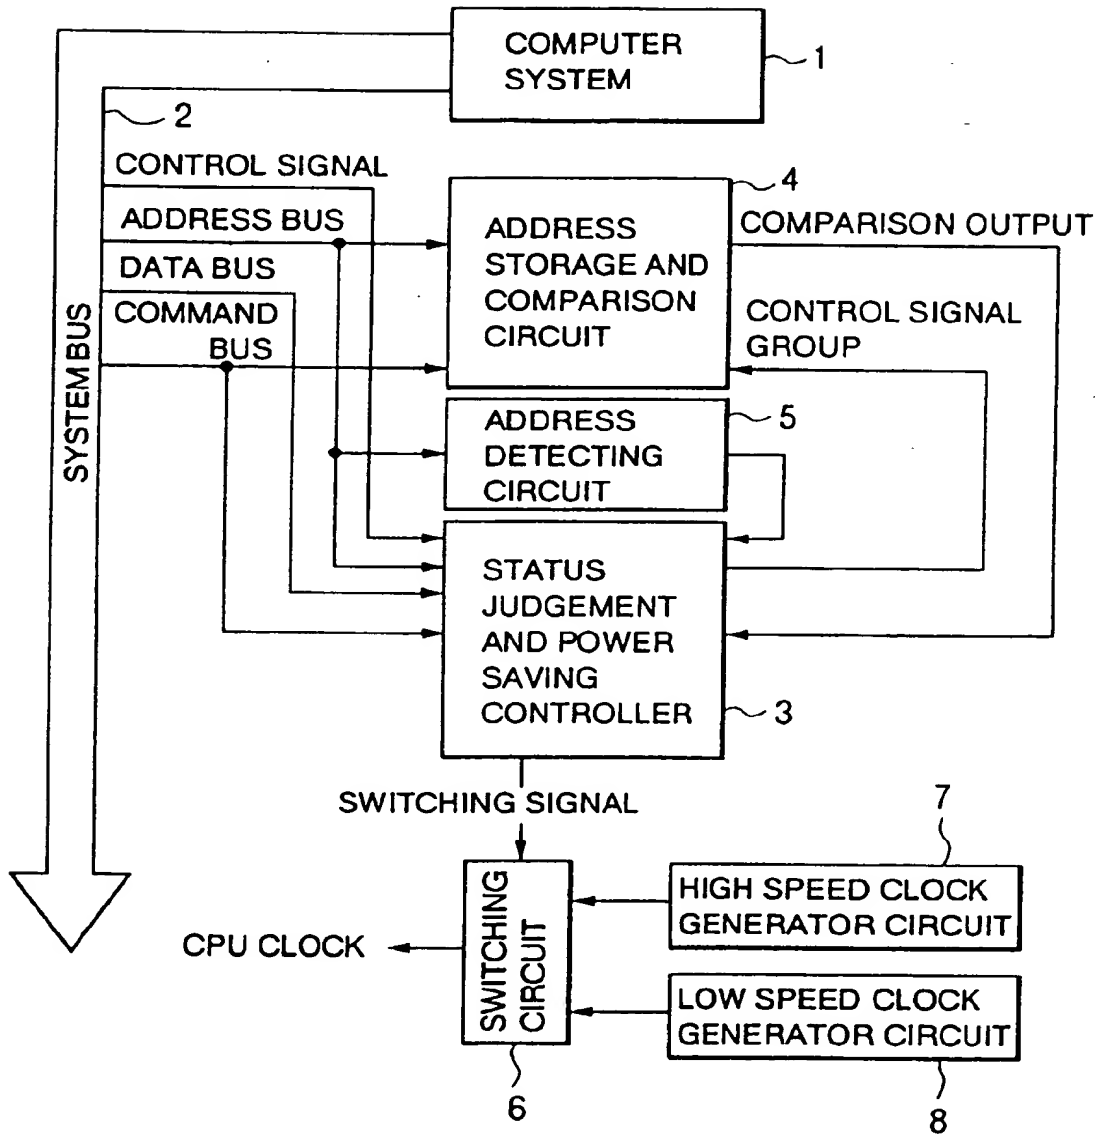 COMPUTER
SYSTEM
1
2
CONTROL SIGNAL
ADDRESS BUS
DATA BUS
COMMAND
BUS
SYSTEM BUS
4
ADDRESS
STORAGE AND
COMPARISON
CIRCUIT
COMPARISON OUTPUT
CONTROL SIGNAL
GROUP
5
ADDRESS
DETECTING
CIRCUIT
STATUS
JUDGEMENT
AND POWER
SAVING
CONTROLLER
3
SWITCHING SIGNAL
7
HIGH SPEED CLOCK
GENERATOR CIRCUIT
SWITCHING
CIRCUIT
CPU CLOCK
LOW SPEED CLOCK
GENERATOR CIRCUIT
6
8